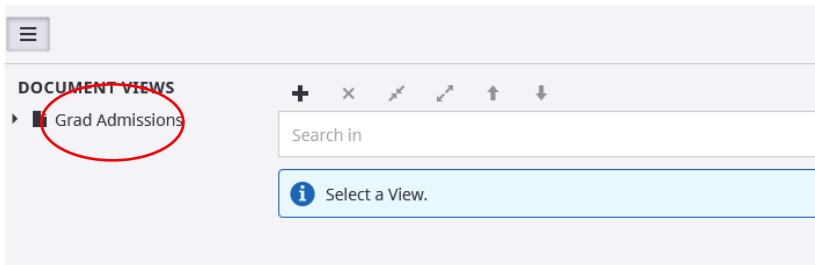 DOCUMENT VIEWS
Grad Admissions
Search in
Select a View.